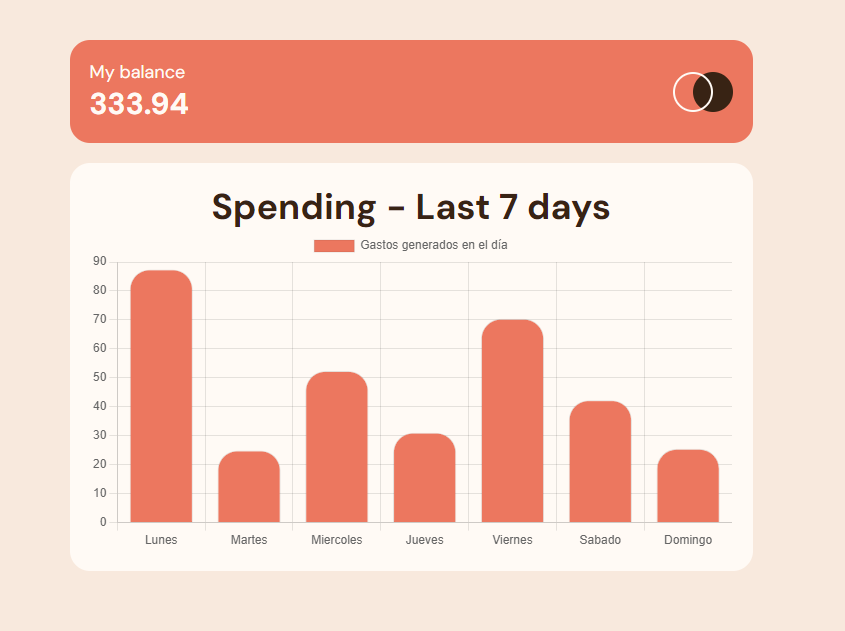 My balance
333.94
Spending - Last 7 days
Gastos generados en el día
90
80
70
60
50
40
30
20
10
0
Lunes Martes Miercoles Jueves Viernes Sabado Domingo